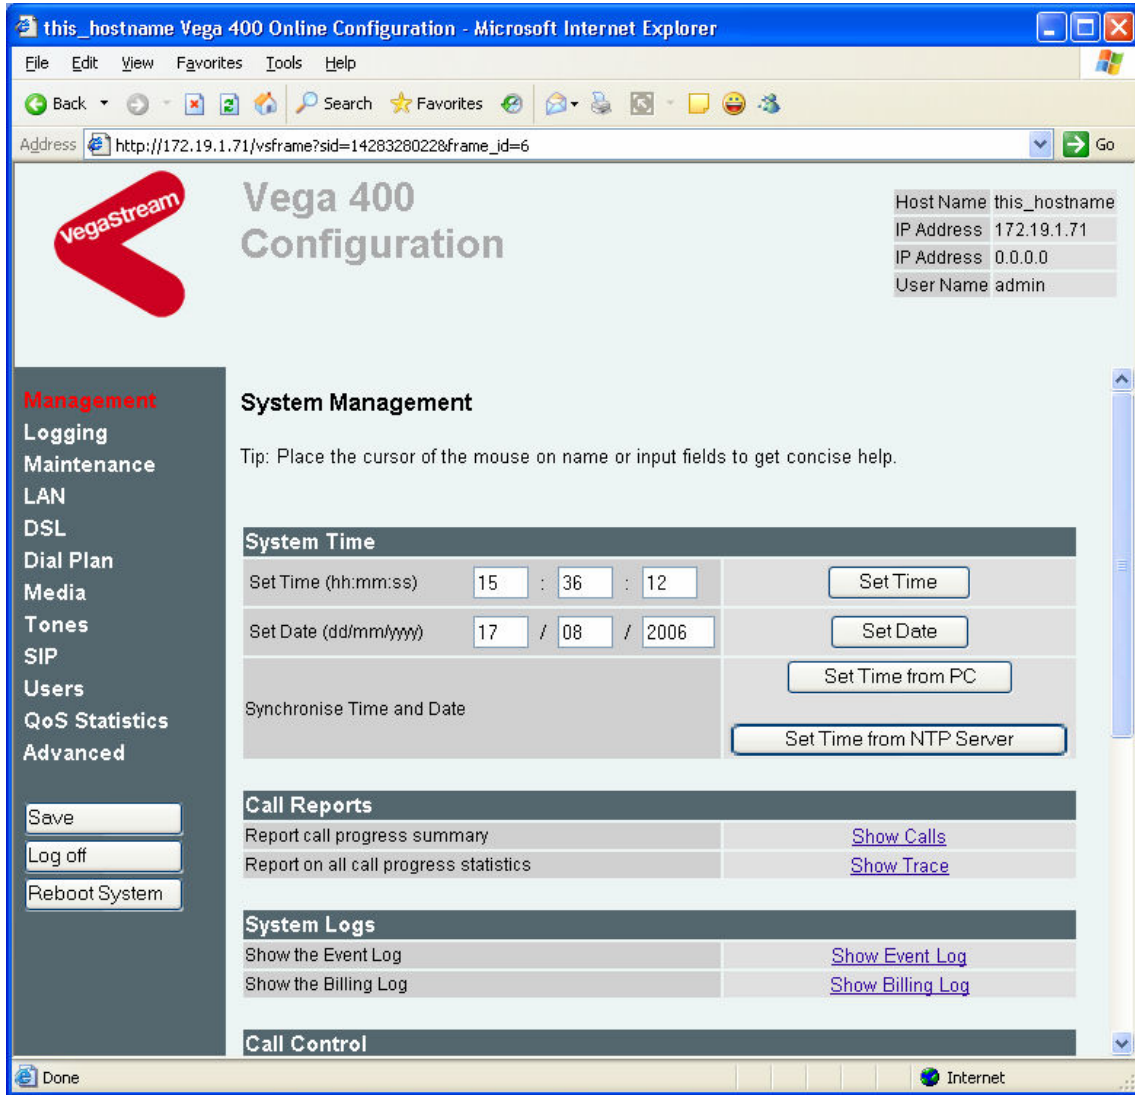 this_hostname Vega 400 Online Configuration - Microsoft Internet Explorer
File Edit View Favorites Tools Help
Back Search Favorites
Address http://172.19.1.71/vsframe?sid=1428328022&frame_id=6 Go
vegastream
Vega 400
Configuration
Host Name this_hostname
IP Address 172.19.1.71
IP Address 0.0.0.0
User Name admin
Management
Logging
Maintenance
LAN
DSL
Dial Plan
Media
Tones
SIP
Users
QoS Statistics
Advanced
Save
Log off
Reboot System
System Management
Tip: Place the cursor of the mouse on name or input fields to get concise help.
System Time
Set Time (hh:mm:ss) 15 : 36 : 12 Set Time
Set Date (dd/mm/yyyy) 17 / 08 / 2006 Set Date
Synchronise Time and Date
Set Time from PC
Set Time from NTP Server
Call Reports
Report call progress summary Show Calls
Report on all call progress statistics Show Trace
System Logs
Show the Event Log Show Event Log
Show the Billing Log Show Billing Log
Call Control
Done Internet